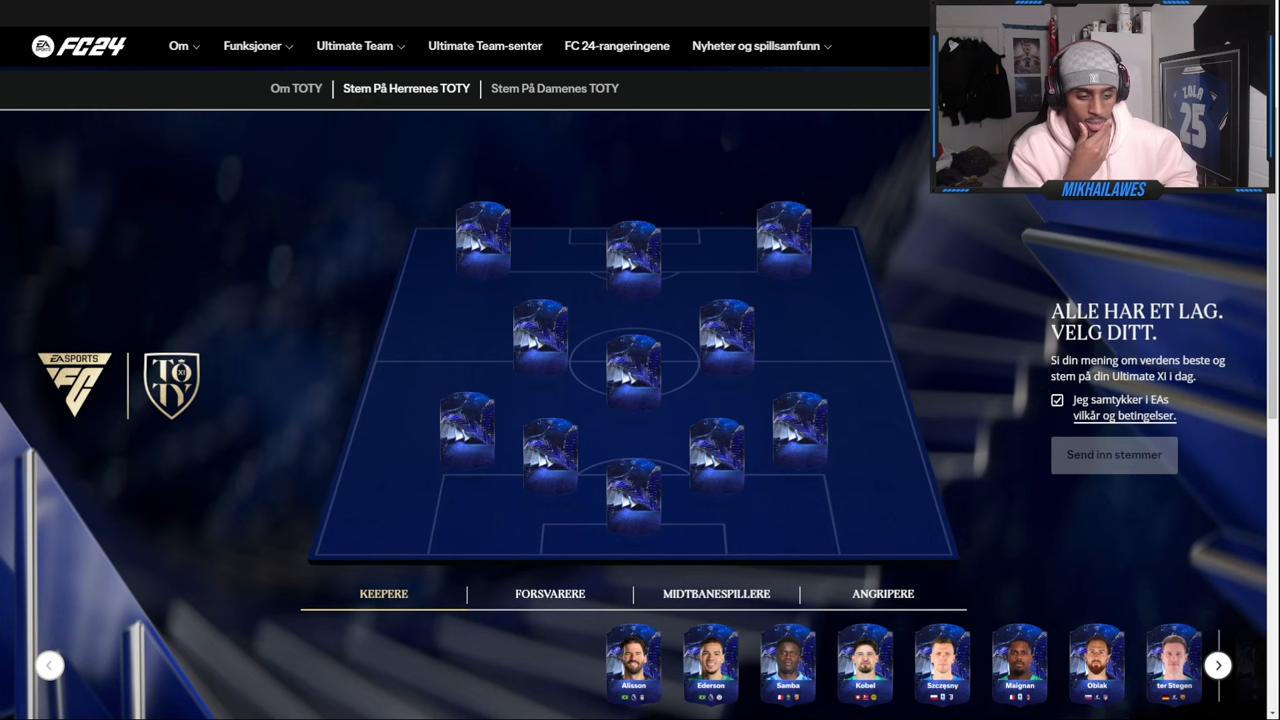 EA SPORTS FC24
Om
Funksjoner
Ultimate Team
Ultimate Team-senter
FC 24-rangeringene
Nyheter og spillsamfunn
Om TOTY
Stem På Herrenes TOTY
Stem På Damenes TOTY
ZOLA
25
MIKHAILAWES
EA SPORTS
FC
TOTY
XI
ALLE HAR ET LAG.
VELG DITT.
Si din mening om verdens beste og
stem på din Ultimate XI i dag.
Jeg samtykker i EAs
vilkår og betingelser.
Send inn stemmer
KEEPERE
FORSVARERE
MIDTBANESPILLERE
ANGRIPERE
Alisson
Ederson
Samba
Kobel
Szczęsny
Maignan
Oblak
ter Stegen